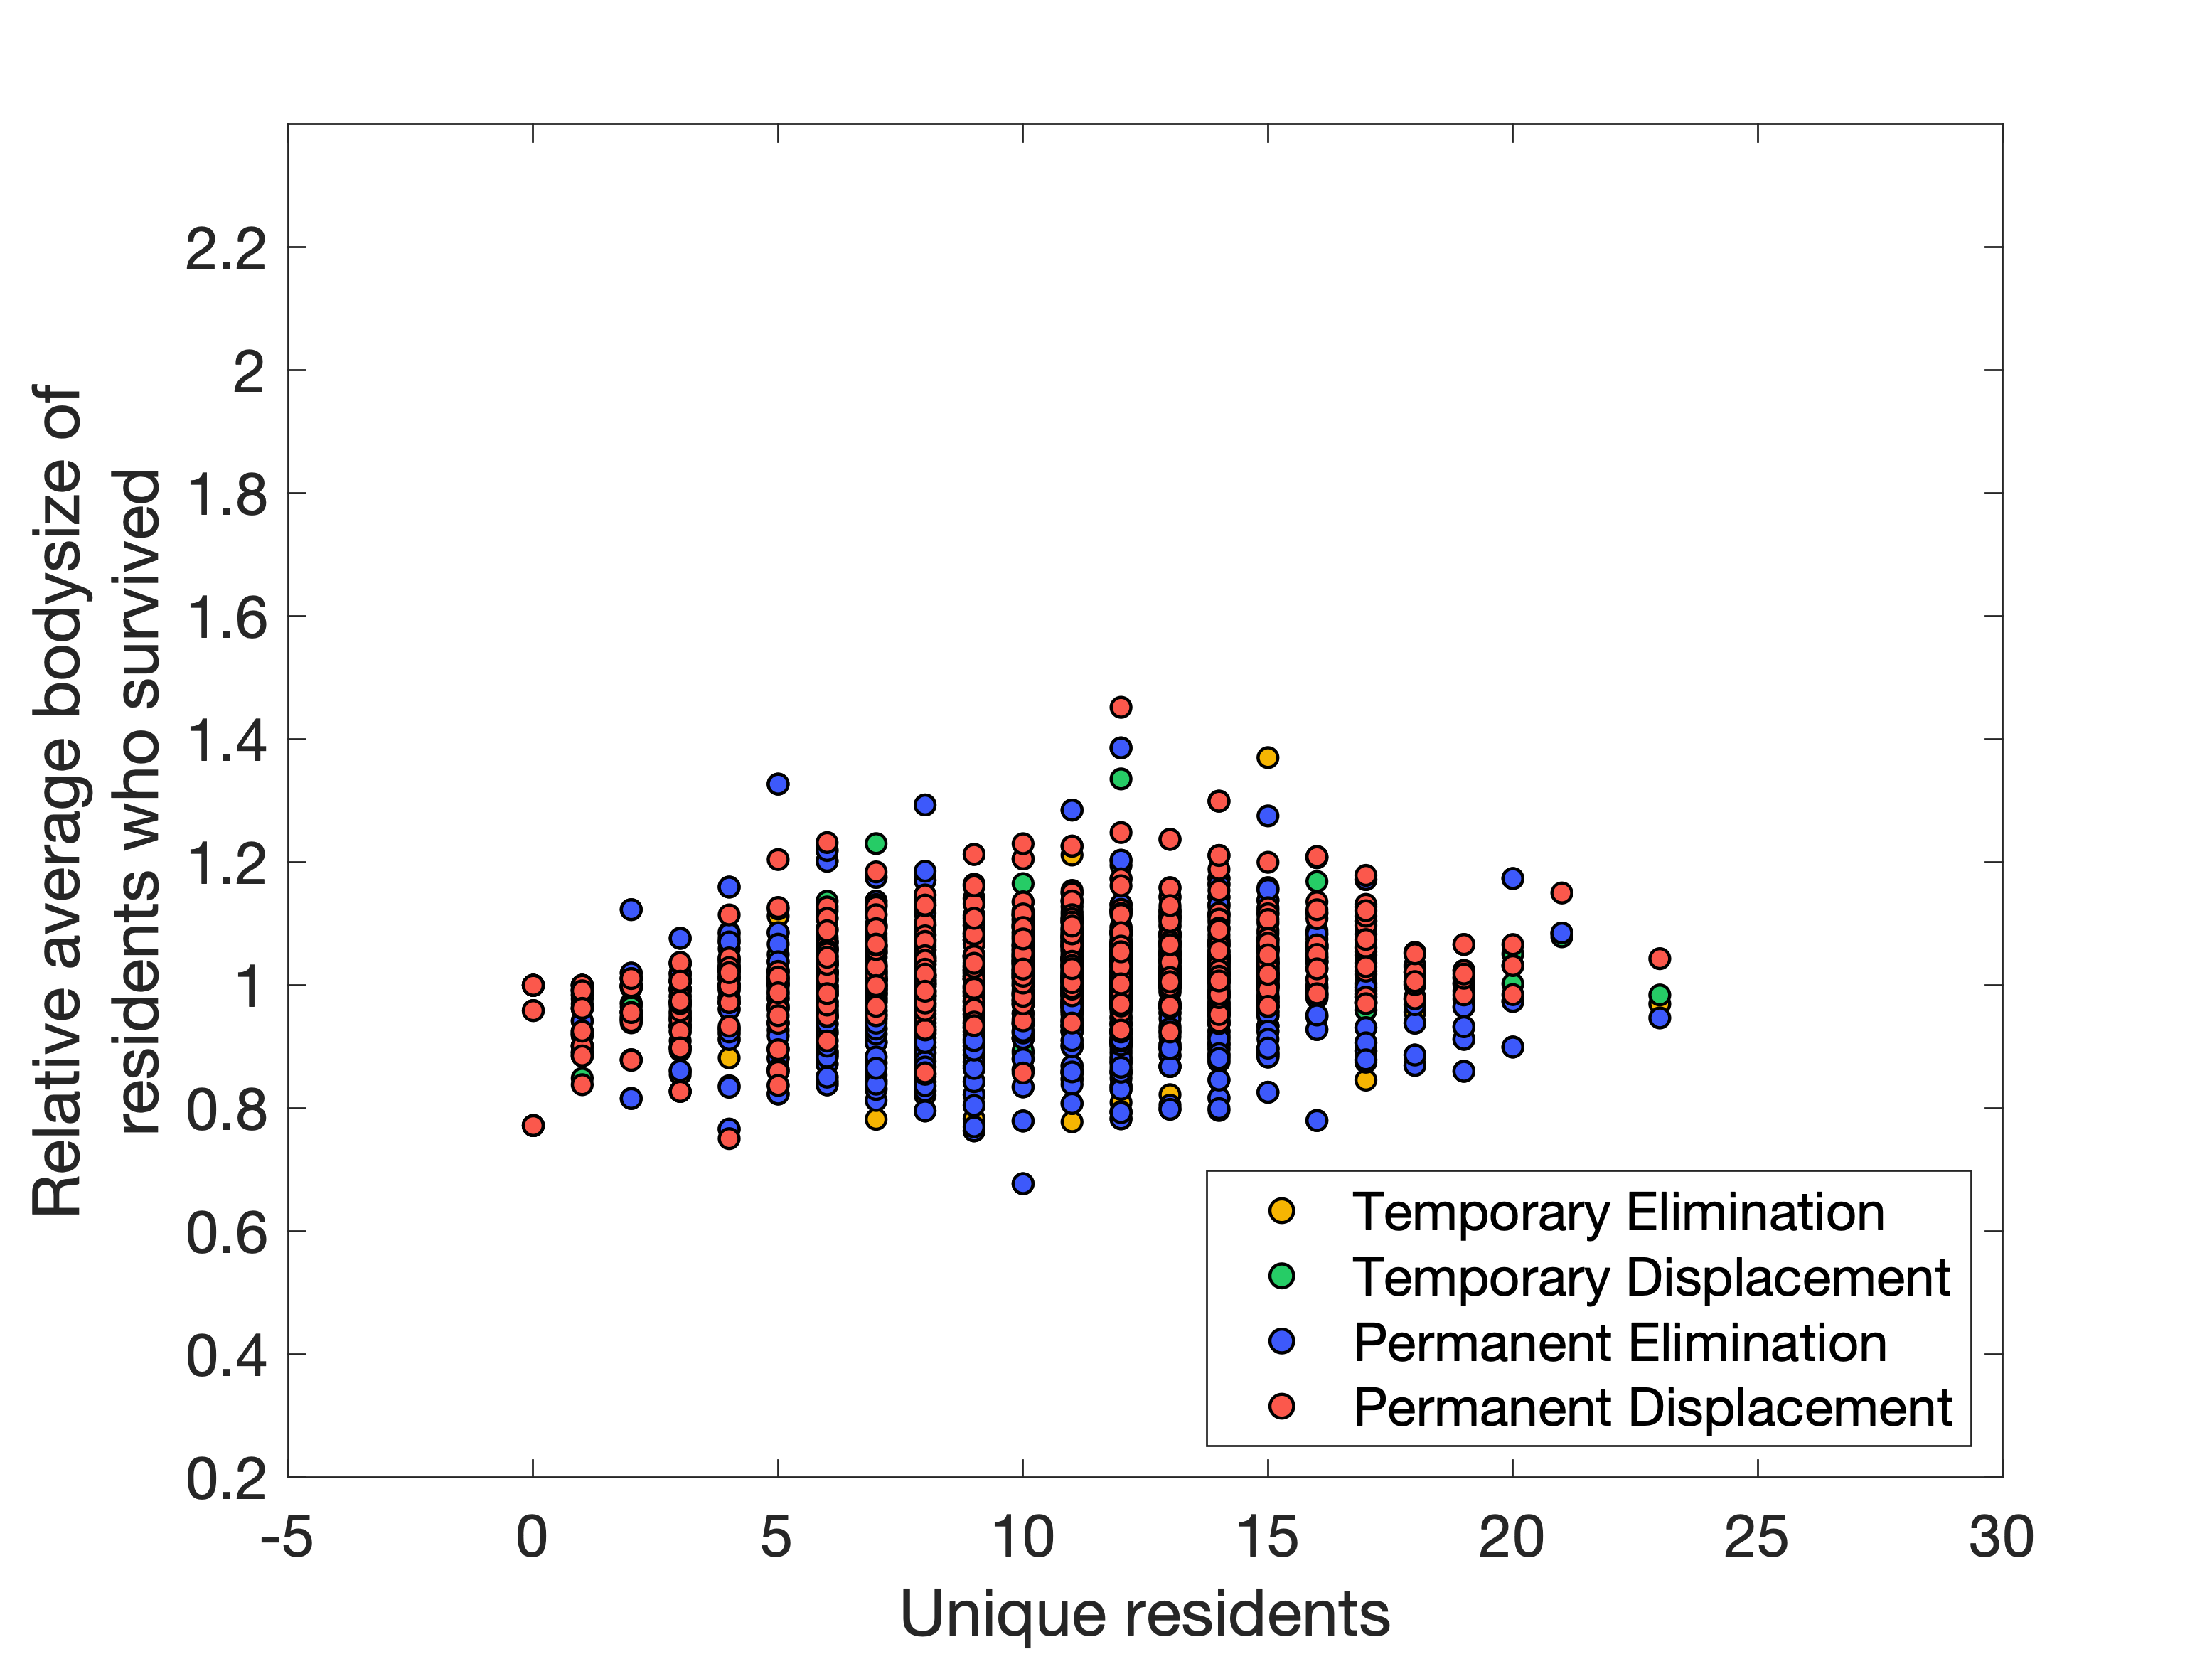 Relative average bodysize of
residents who survived
2.2
2
1.8
1.6
1.4
1.2
1
0.8
0.6
0.4
0.2
-5 0 5 10 15 20 25 30
Unique residents
Temporary Elimination
Temporary Displacement
Permanent Elimination
Permanent Displacement